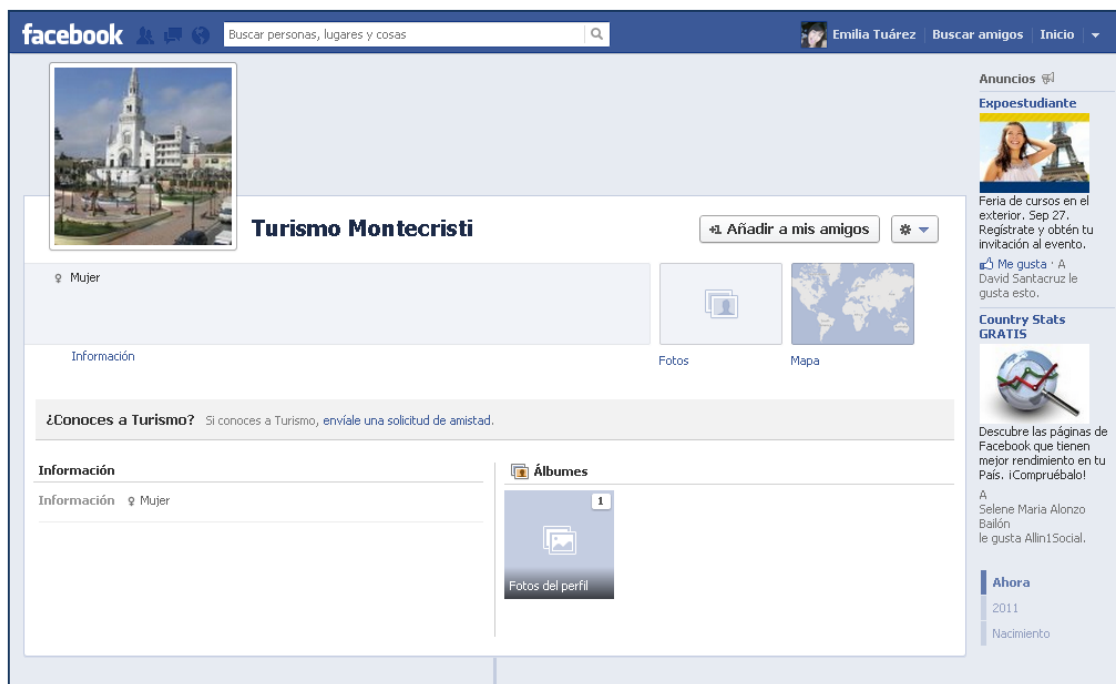 facebook
Buscar personas, lugares y cosas
Emilia Tuárez
Buscar amigos
Inicio
Turismo Montecristi
+1 Añadir a mis amigos
Mujer
Información
Fotos
Mapa
¿Conoces a Turismo? Si conoces a Turismo, envíale una solicitud de amistad.
Información
Información Mujer
Álbumes
1
Fotos del perfil
Anuncios
Expoestudiante
Feria de cursos en el
exterior. Sep 27.
Regístrate y obtén tu
invitación al evento.
Me gusta · A
David Santacruz le
gusta esto.
Country Stats
GRATIS
Descubre las páginas de
Facebook que tienen
mejor rendimiento en tu
País. ¡Compruébalo!
A
Selene Maria Alonzo
Bailón
le gusta Allin1Social.
Ahora
2011
Nacimiento